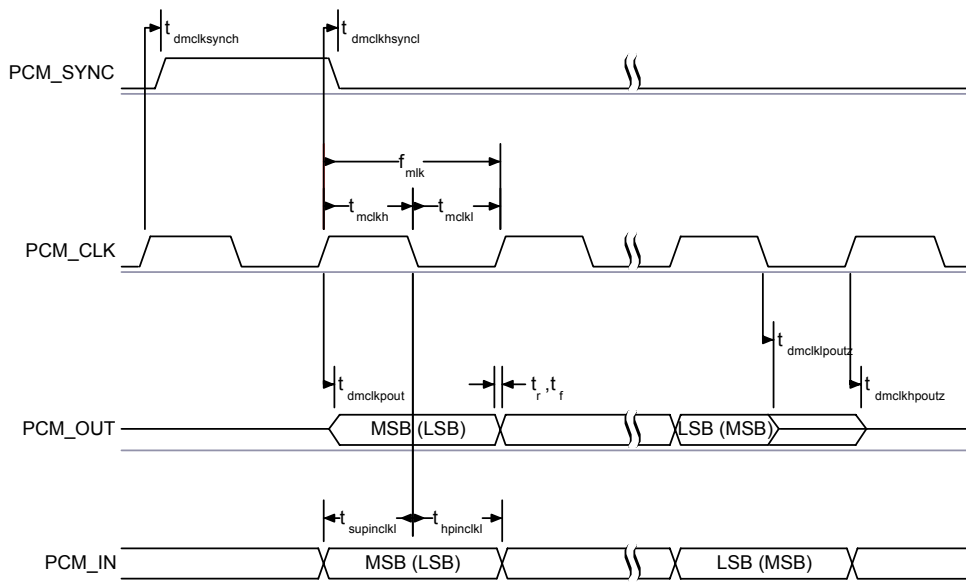 t dmclksynch
t dmclkhsyncl
PCM_SYNC
f mlk
t mclkh
t mclkl
PCM_CLK
t dmclklpoutz
t dmclkpout
t r ,t f
t dmclkhpoutz
PCM_OUT
MSB (LSB)
LSB (MSB)
t supinclkl
t hpinclkl
PCM_IN
MSB (LSB)
LSB (MSB)